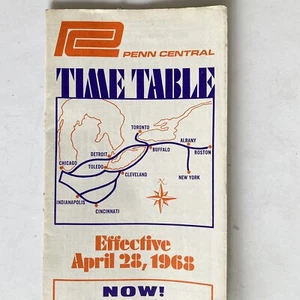 PENN CENTRAL
TIME TABLE
TORONTO
ALBANY
DETROIT
BUFFALO
BOSTON
CHICAGO
TOLEDO
CLEVELAND
NEW YORK
INDIANAPOLIS
CINCINNATI
Effective
April 28, 1968
NOW!